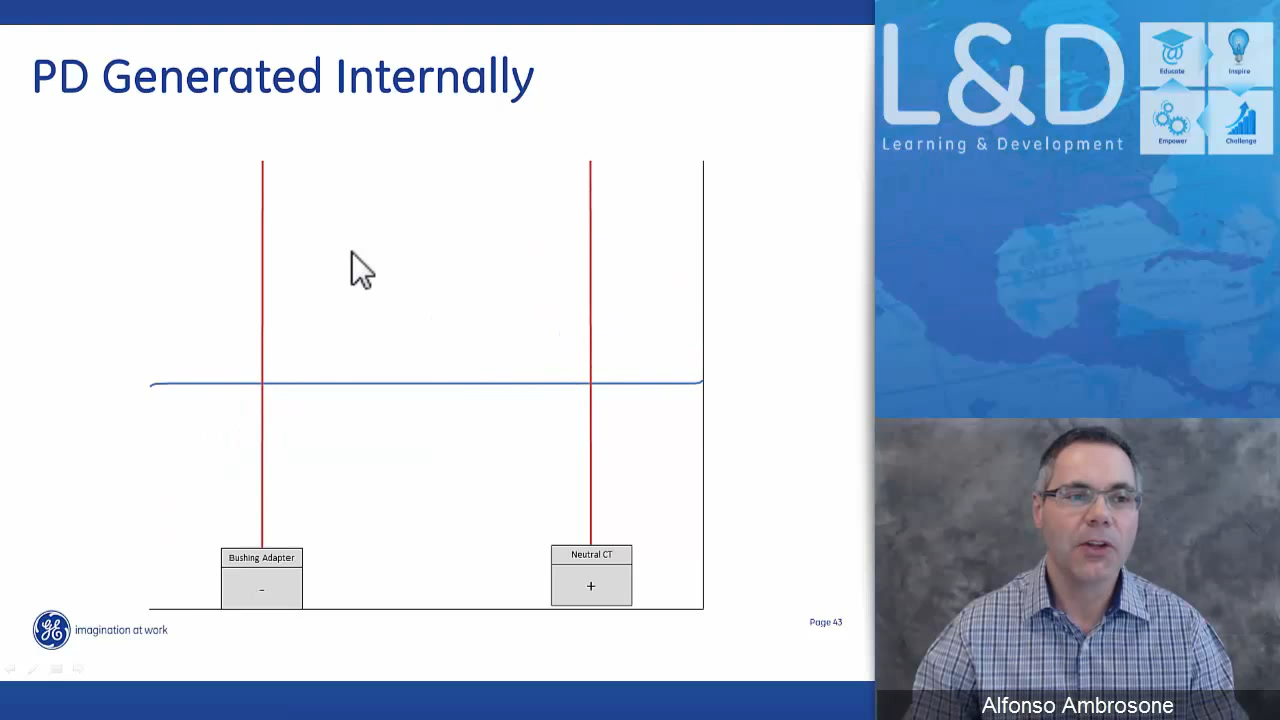 PD Generated Internally
Bushing Adapter
-
Neutral CT
+
imagination at work
Page 43
L&D
Learning & Development
Educate
Inspire
Empower
Challenge
Alfonso Ambrosone